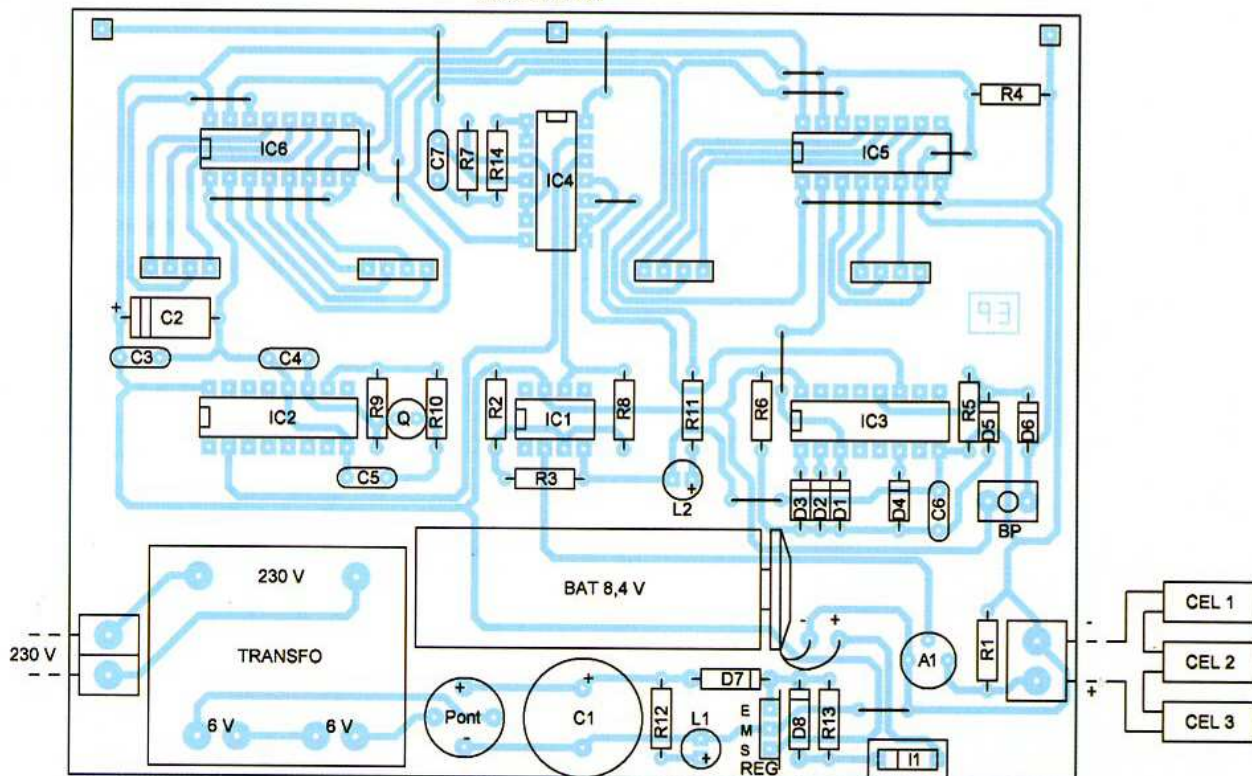 R4
IC6
C7
R7
R14
IC4
IC5
+
C2
C3
C4
IC2
R9
Q
R10
C5
R2
IC1
R8
R3
R11
L2
+
R6
IC3
R5
D5
D6
D3
D2
D1
D4
C6
BP
93
230 V
230 V
TRANSFO
6 V
6 V
BAT 8,4 V
- +
Pont
+
-
C1
+
R12
L1
+
D7
E
M
S
REG
D8
R13
A1
I1
R1
-
+
CEL 1
CEL 2
CEL 3